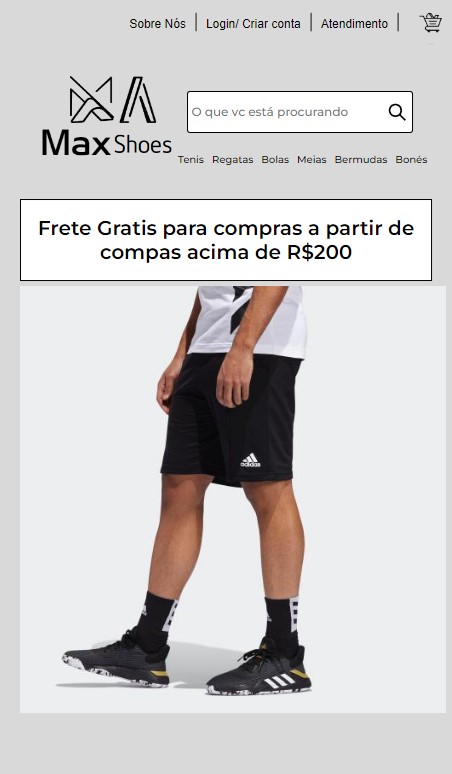 Sobre Nós | Login/ Criar conta | Atendimento |
Max Shoes
O que vc está procurando
Tenis Regatas Bolas Meias Bermudas Bonés
Frete Gratis para compras a partir de
compas acima de R$200
adidas